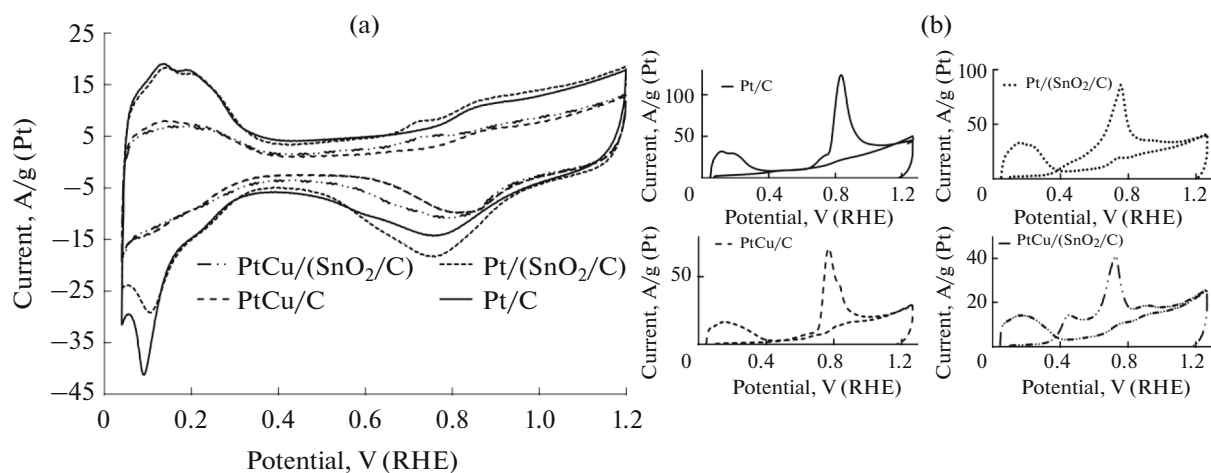 (a)
25
15
5
−5
−15
−25
−35
−45
Current, A/g (Pt)
0
0.2
0.4
0.6
0.8
1.0
1.2
Potential, V (RHE)
PtCu/(SnO2/C)
Pt/(SnO2/C)
PtCu/C
Pt/C
(b)
Current, A/g (Pt)
100
50
Pt/C
0
0.4
0.8
1.2
Potential, V (RHE)
Current, A/g (Pt)
100
50
Pt/(SnO2/C)
0
0.4
0.8
1.2
Potential, V (RHE)
Current, A/g (Pt)
50
PtCu/C
0
0.4
0.8
1.2
Potential, V (RHE)
Current, A/g (Pt)
40
20
PtCu/(SnO2/C)
0
0.4
0.8
1.2
Potential, V (RHE)